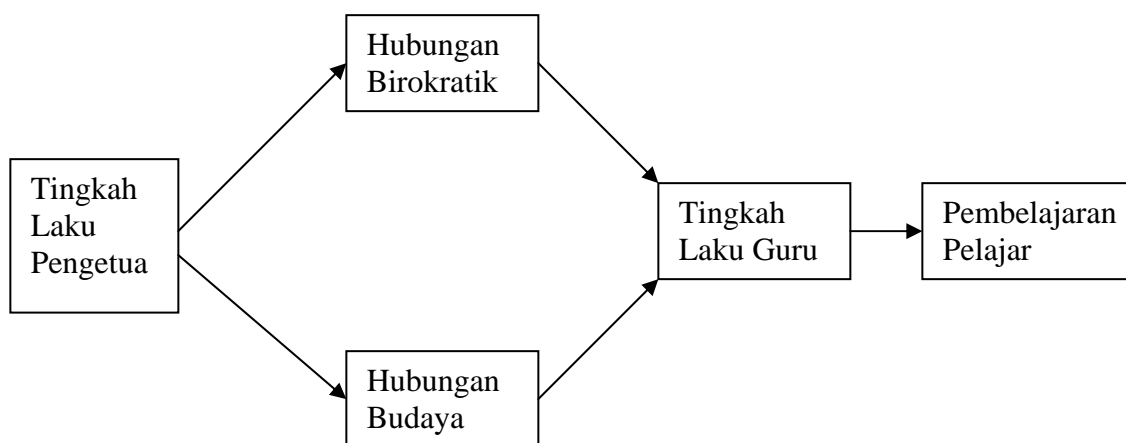 Hubungan
Birokratik
Tingkah
Laku
Pengetua
Tingkah
Laku Guru
Pembelajaran
Pelajar
Hubungan
Budaya